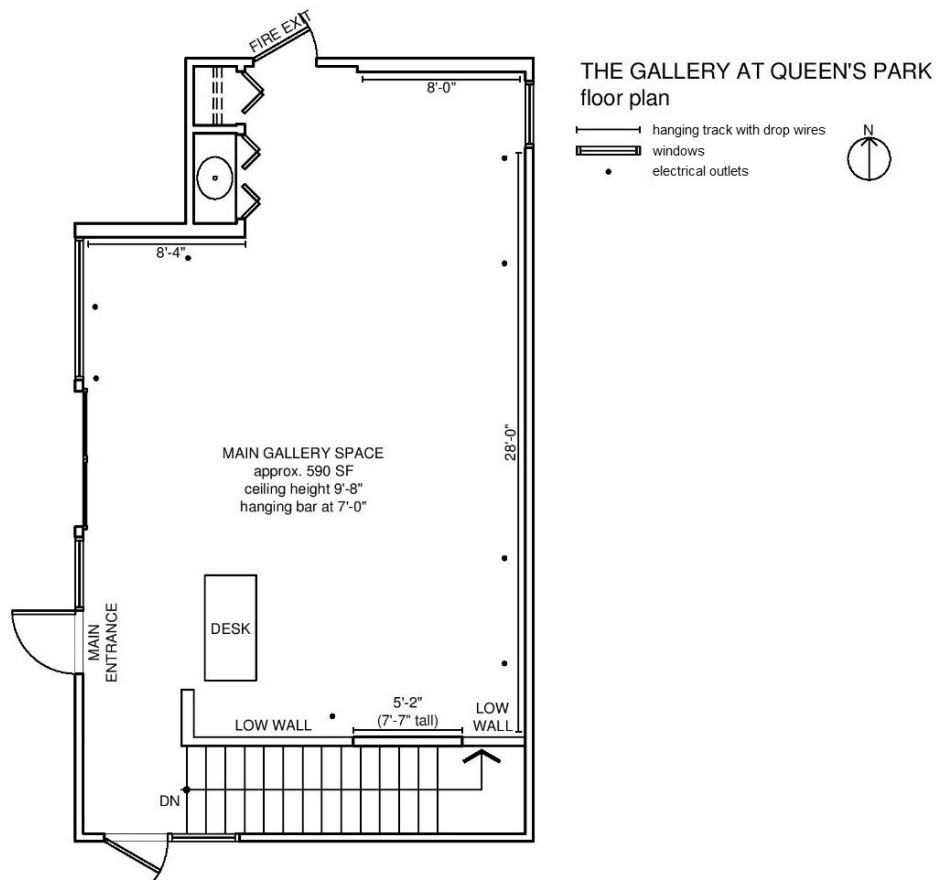 FIRE EXIT
8'-0"
THE GALLERY AT QUEEN'S PARK
floor plan
hanging track with drop wires
windows
electrical outlets
N
8'-4"
28'-0"
MAIN GALLERY SPACE
approx. 590 SF
ceiling height 9'-8"
hanging bar at 7'-0"
MAIN
ENTRANCE
DESK
5'-2"
(7'-7" tall)
LOW WALL
LOW
WALL
DN